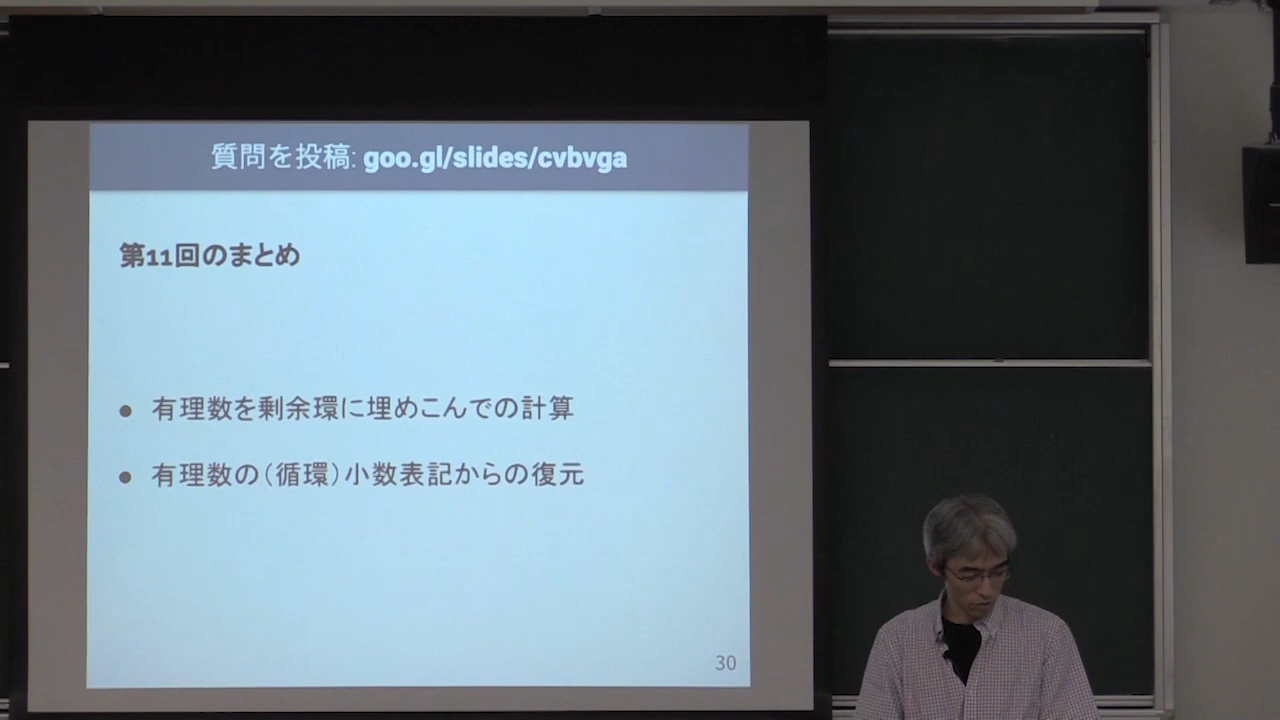 質問を投稿: goo.gl/slides/cvbvga
第11回のまとめ
● 有理数を剰余環に埋めこんでの計算
● 有理数の（循環）小数表記からの復元
30